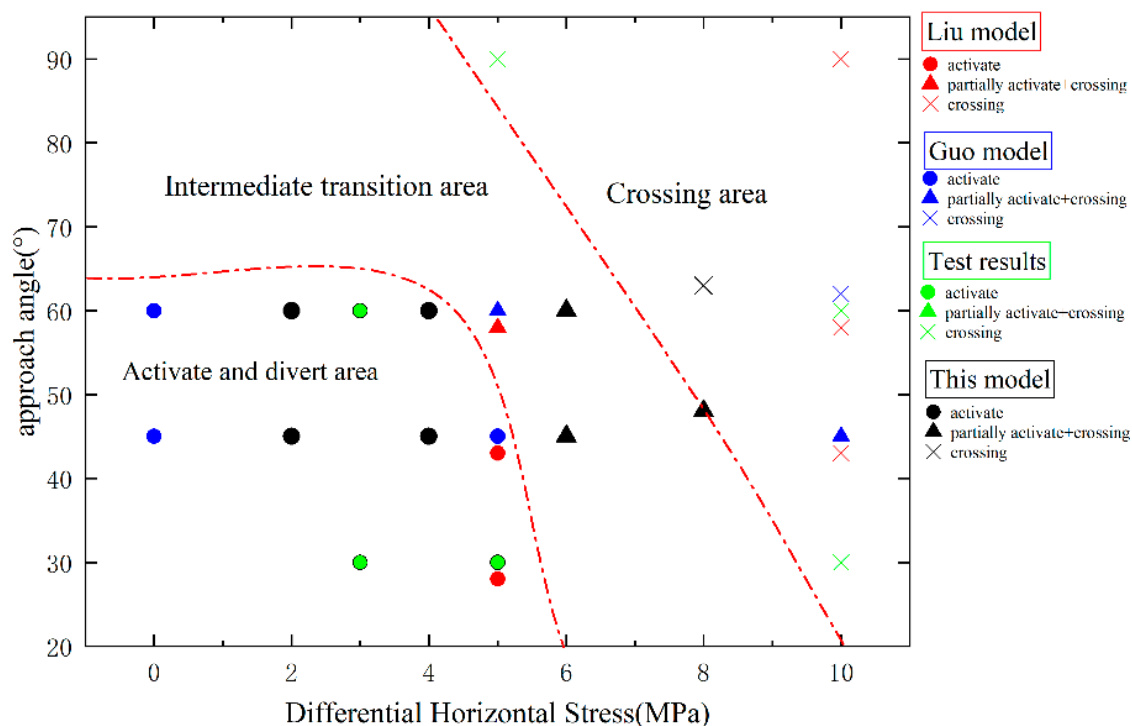 approach angle(°)
90
80
70
60
50
40
30
20
0
2
4
6
8
10
Differential Horizontal Stress(MPa)
Intermediate transition area
Crossing area
Activate and divert area
Liu model
activate
partially activate+crossing
crossing
Guo model
activate
partially activate+crossing
crossing
Test results
activate
partially activate+crossing
crossing
This model
activate
partially activate+crossing
crossing